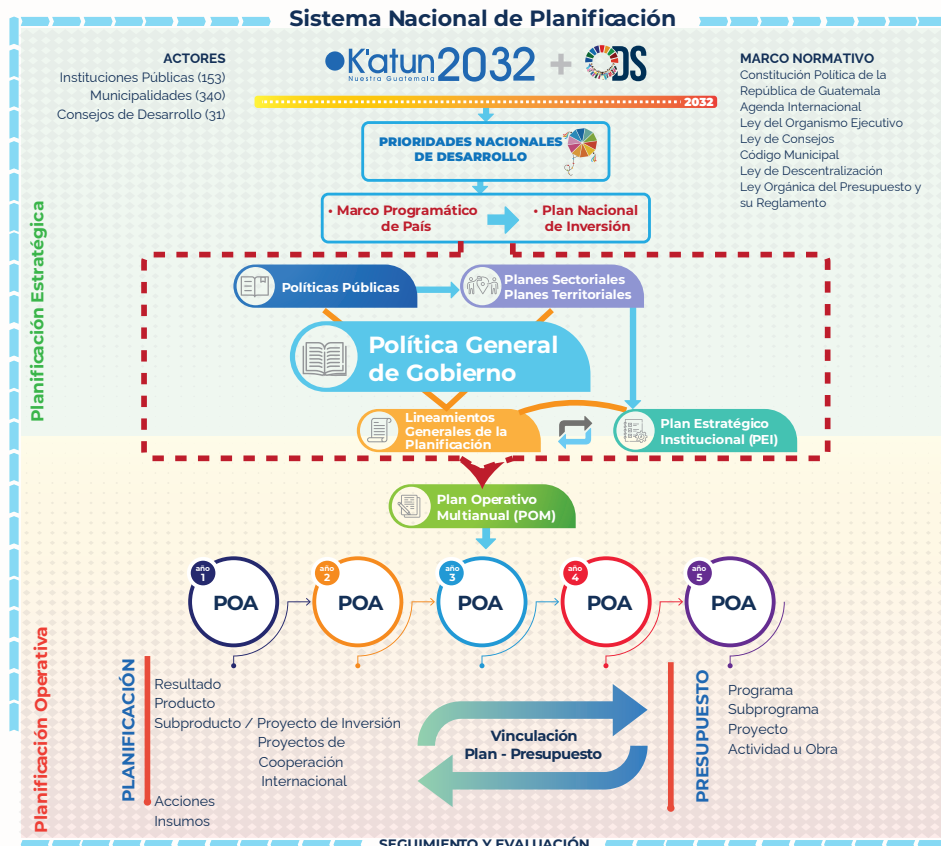 Sistema Nacional de Planificación
ACTORES
Instituciones Públicas (153)
Municipalidades (340)
Consejos de Desarrollo (31)
K'atun 2032
Nuestra Guatemala
+
ODS
2032
MARCO NORMATIVO
Constitución Política de la
República de Guatemala
Agenda Internacional
Ley del Organismo Ejecutivo
Ley de Consejos
Código Municipal
Ley de Descentralización
Ley Orgánica del Presupuesto y
su Reglamento
PRIORIDADES NACIONALES
DE DESARROLLO
• Marco Programático
de País
• Plan Nacional
de Inversión
Planificación Estratégica
Políticas Públicas
Planes Sectoriales
Planes Territoriales
Política General
de Gobierno
Lineamientos
Generales de la
Planificación
Plan Estratégico
Institucional (PEI)
Plan Operativo
Multianual (POM)
Planificación Operativa
año
1
POA
año
2
POA
año
3
POA
año
4
POA
año
5
POA
PLANIFICACIÓN
Resultado
Producto
Subproducto / Proyecto de Inversión
Proyectos de
Cooperación
Internacional
Acciones
Insumos
Vinculación
Plan - Presupuesto
PRESUPUESTO
Programa
Subprograma
Proyecto
Actividad u Obra
SEGUIMIENTO Y EVALUACIÓN